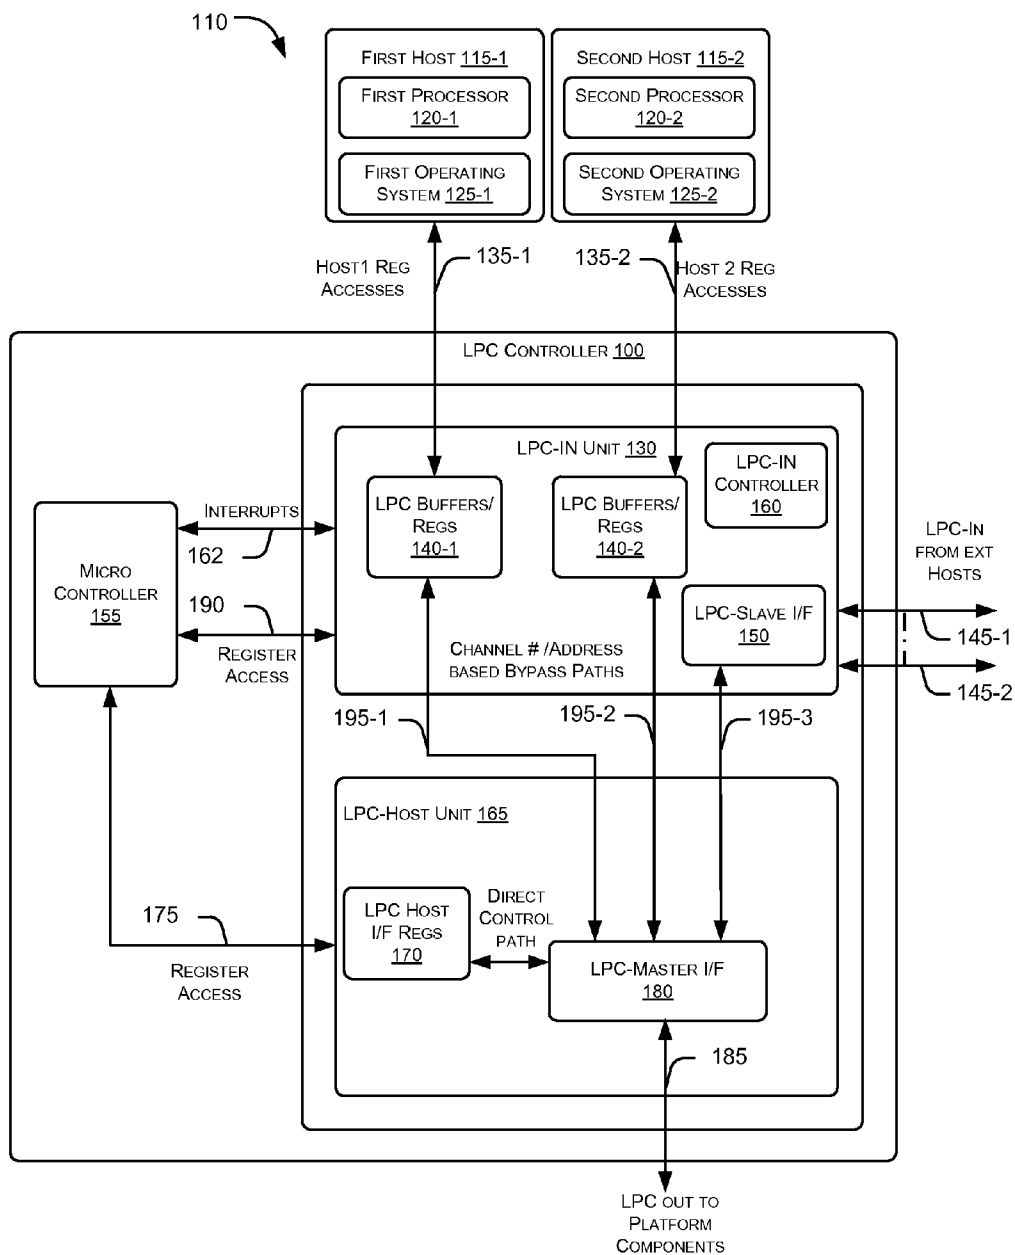 110
First Host 115-1
First Processor
120-1
First Operating
System 125-1
Second Host 115-2
Second Processor
120-2
Second Operating
System 125-2
Host1 Reg
Accesses
135-1
135-2
Host 2 Reg
Accesses
LPC Controller 100
LPC-IN Unit 130
LPC-IN
Controller
160
LPC Buffers/
Regs
140-1
LPC Buffers/
Regs
140-2
Interrupts
162
Micro
Controller
155
190
Register
Access
LPC-In
from ext
Hosts
LPC-Slave I/F
150
145-1
145-2
Channel # /Address
based Bypass Paths
195-1
195-2
195-3
LPC-Host Unit 165
LPC Host
I/F Regs
170
Direct
Control
path
LPC-Master I/F
180
175
Register
Access
185
LPC out to
Platform
Components